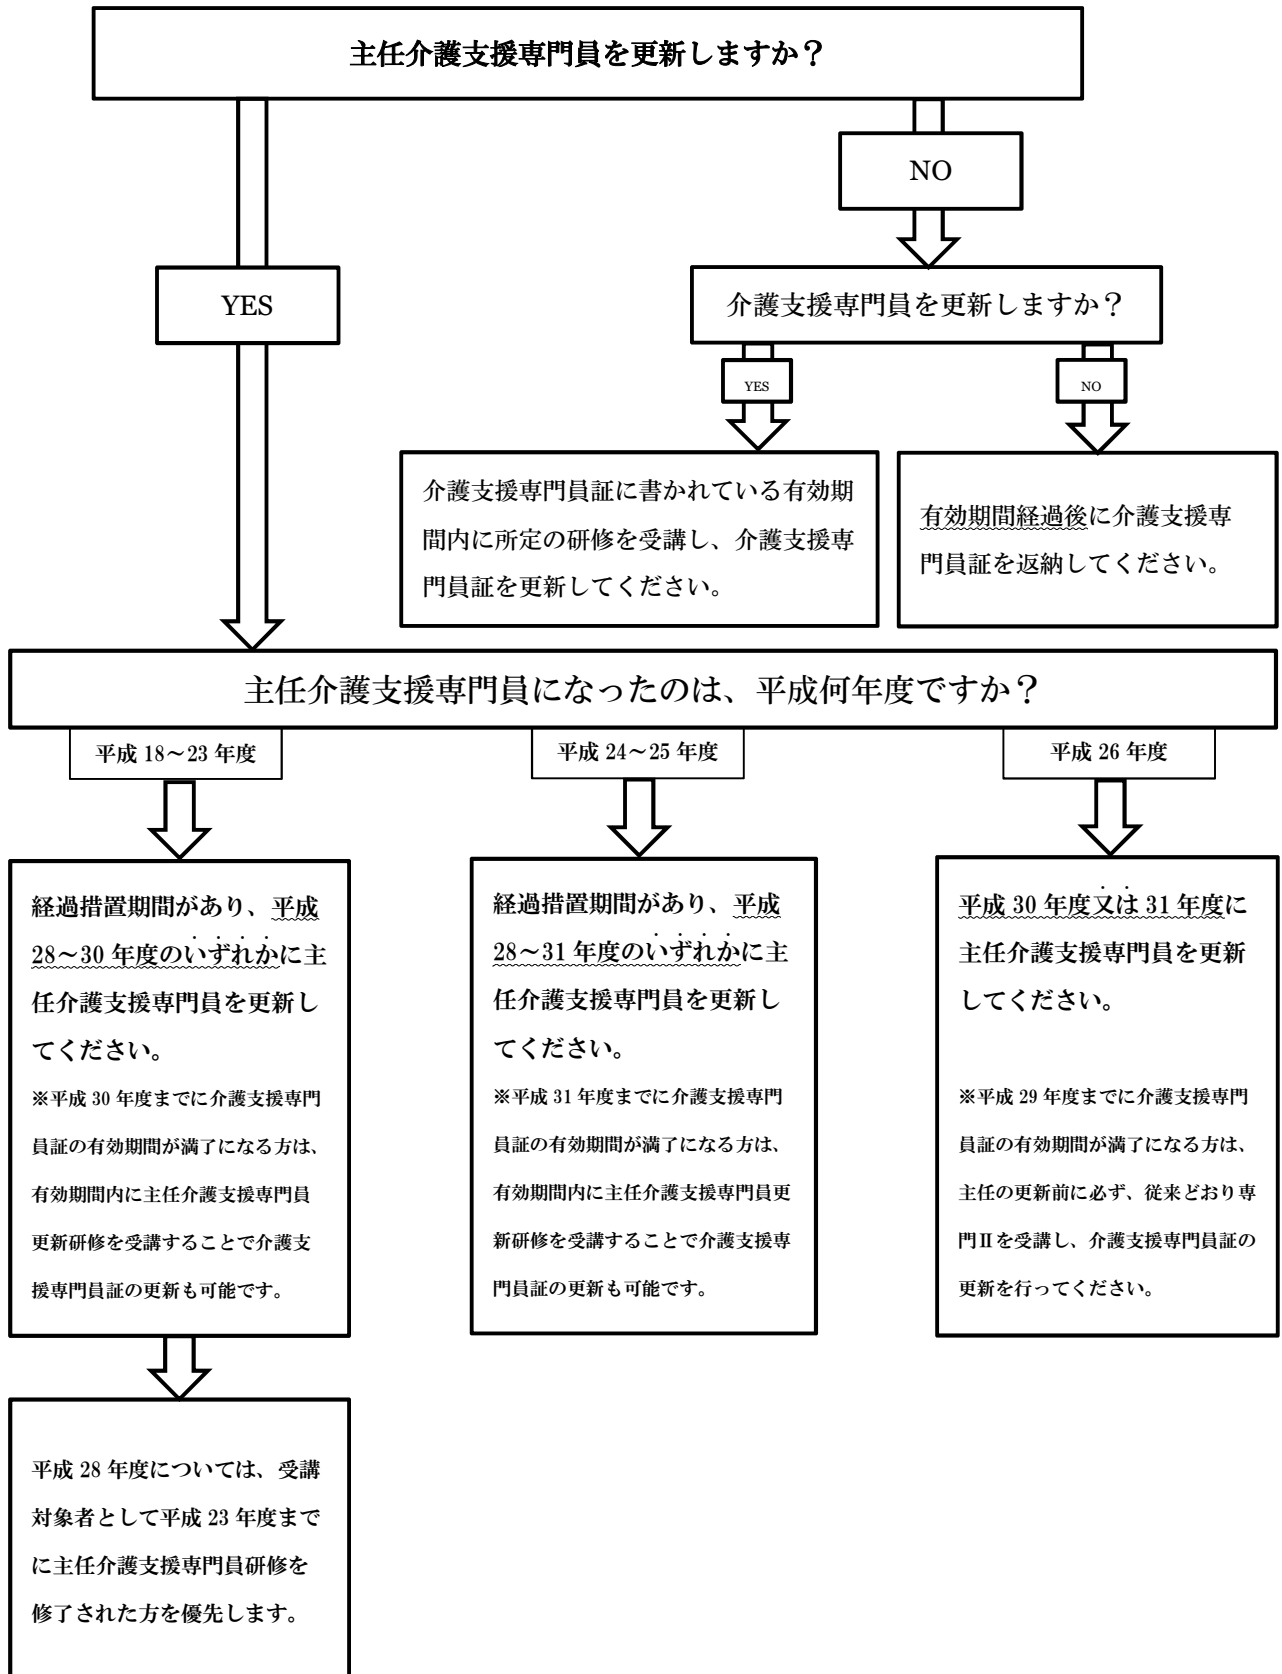 主任介護支援専門員を更新しますか？
NO
YES
介護支援専門員を更新しますか？
YES
NO
介護支援専門員証に書かれている有効期
間内に所定の研修を受講し、介護支援専
門員証を更新してください。
有効期間経過後に介護支援専
門員証を返納してください。
主任介護支援専門員になったのは、平成何年度ですか？
平成 18～23 年度
平成 24～25 年度
平成 26 年度
経過措置期間があり、平成
28～30 年度のいずれかに主
任介護支援専門員を更新し
てください。
※平成 30 年度までに介護支援専門
員証の有効期間が満了になる方は、
有効期間内に主任介護支援専門員
更新研修を受講することで介護支
援専門員証の更新も可能です。
経過措置期間があり、平成
28～31 年度のいずれかに主
任介護支援専門員を更新し
てください。
※平成 31 年度までに介護支援専門
員証の有効期間が満了になる方は、
有効期間内に主任介護支援専門員更
新研修を受講することで介護支援専
門員証の更新も可能です。
平成 30 年度又は 31 年度に
主任介護支援専門員を更新
してください。
※平成 29 年度までに介護支援専門
員証の有効期間が満了になる方は、
主任の更新前に必ず、従来どおり専
門Ⅱを受講し、介護支援専門員証の
更新を行ってください。
平成 28 年度については、受講
対象者として平成 23 年度まで
に主任介護支援専門員研修を
修了された方を優先します。